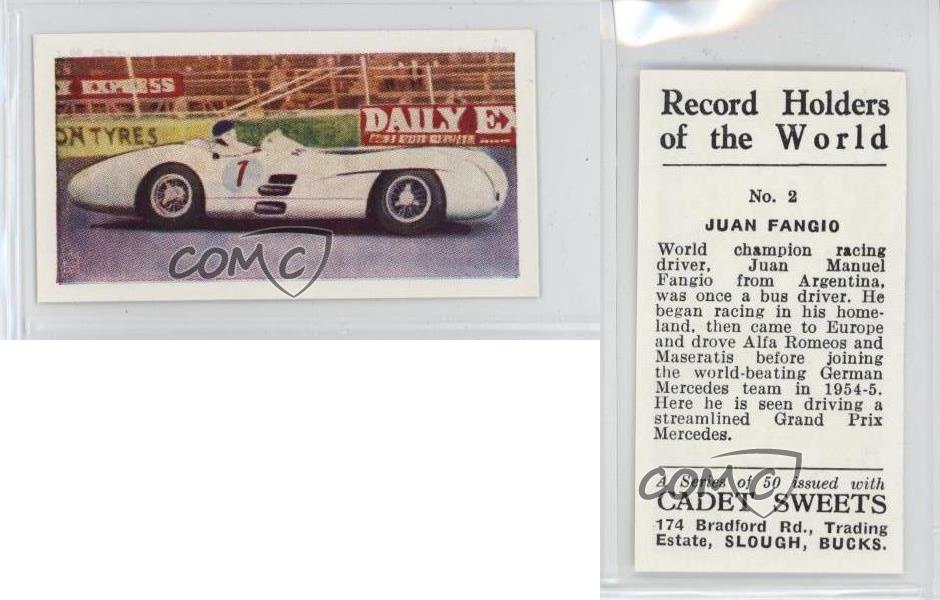 Y EXPRESS
ON TYRES
DAILY EX
1
COMC
Record Holders
of the World
No. 2
JUAN FANGIO
World champion racing
driver, Juan Manuel
Fangio from Argentina,
was once a bus driver. He
began racing in his home-
land, then came to Europe
and drove Alfa Romeos and
Maseratis before joining
the world-beating German
Mercedes team in 1954-5.
Here he is seen driving a
streamlined Grand Prix
Mercedes.
COMC
A Series of 50 issued with
CADET SWEETS
174 Bradford Rd., Trading
Estate, SLOUGH, BUCKS.